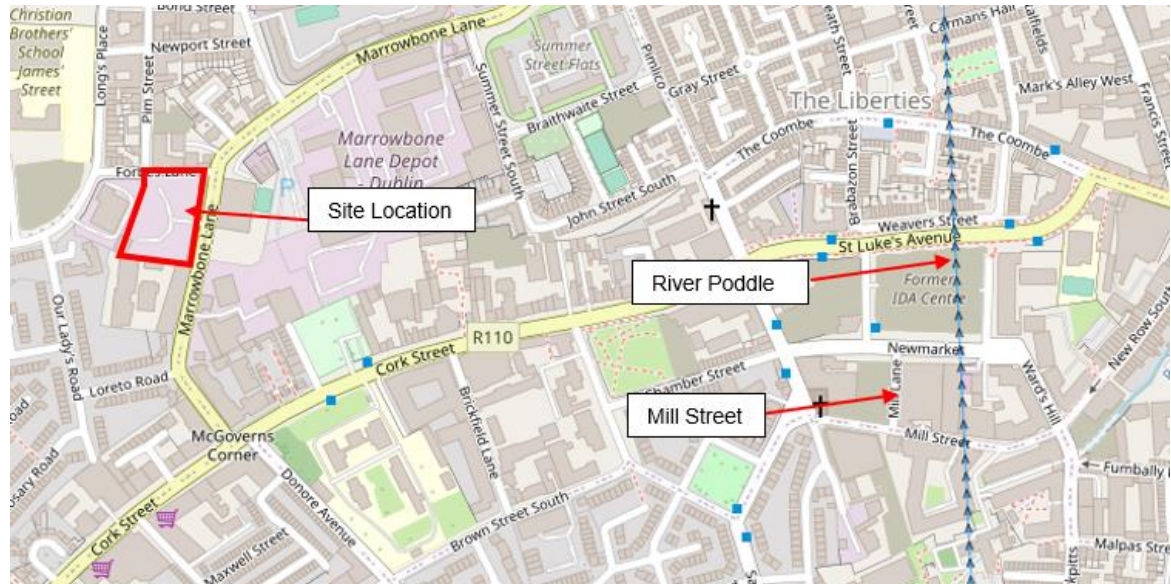 Christian
Brothers'
School
James'
Street
Long's Place
Bond Street
Newport Street
Pim Street
Marrowbone Lane
Summer
Street Flats
Pimlico
Gray Street
Carmans Hall
Mark's Alley West
Francis Street
The Liberties
Braithwaite Street
Summer Street South
Marrowbone
Lane Depot
- Dublin
P
Forbes Lane
Site Location
Marrowbone Lane
John Street South
The Coombe
The Coombe
Brabazon Street
Weavers Street
St Luke's Avenue
River Poddle
Former
IDA Centre
New Row South
Our Lady's Road
R110
Newmarket
Loreto Road
Cork Street
Chamber Street
Mill Lane
Mill Street
Ward's Hill
McGoverns
Corner
Brickfield Lane
Mill Street
Fumbally
Donore Avenue
Brown Street South
Cork Street
Maxwell Street
Malpas Street